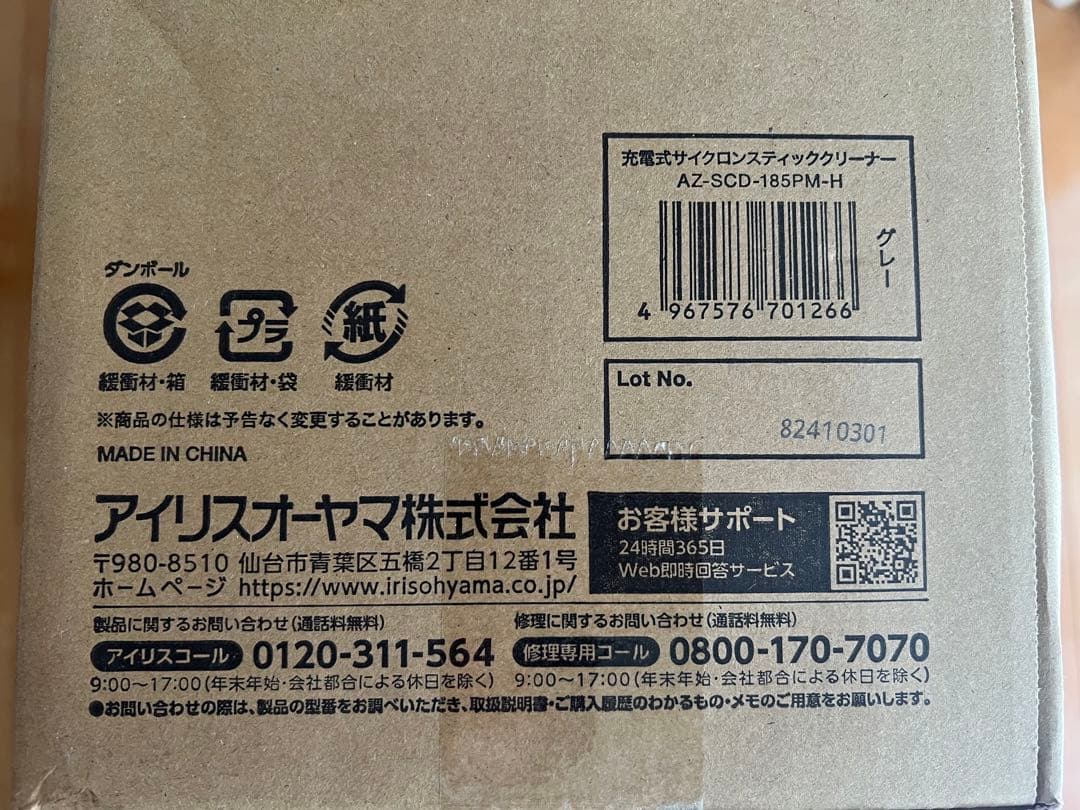 充電式サイクロンスティッククリーナー
AZ-SCD-185PM-H
グレー
4 967576 701266
Lot No.
82410301
ダンボール
プラ
紙
緩衝材・箱 緩衝材・袋 緩衝材
※商品の仕様は予告なく変更することがあります。
MADE IN CHINA
アイリスオーヤマ株式会社
〒980-8510 仙台市青葉区五橋2丁目12番1号
ホームページ https://www.irisohyama.co.jp/
お客様サポート
24時間365日
Web即時回答サービス
製品に関するお問い合わせ(通話料無料)
アイリスコール 0120-311-564
9:00~17:00(年末年始・会社都合による休日を除く)
修理に関するお問い合わせ(通話料無料)
修理専用コール 0800-170-7070
9:00~17:00(年末年始・会社都合による休日を除く)
●お問い合わせの際は、製品の型番をお調べいただき、取扱説明書・ご購入履歴のわかるもの・メモのご用意をお願いします。